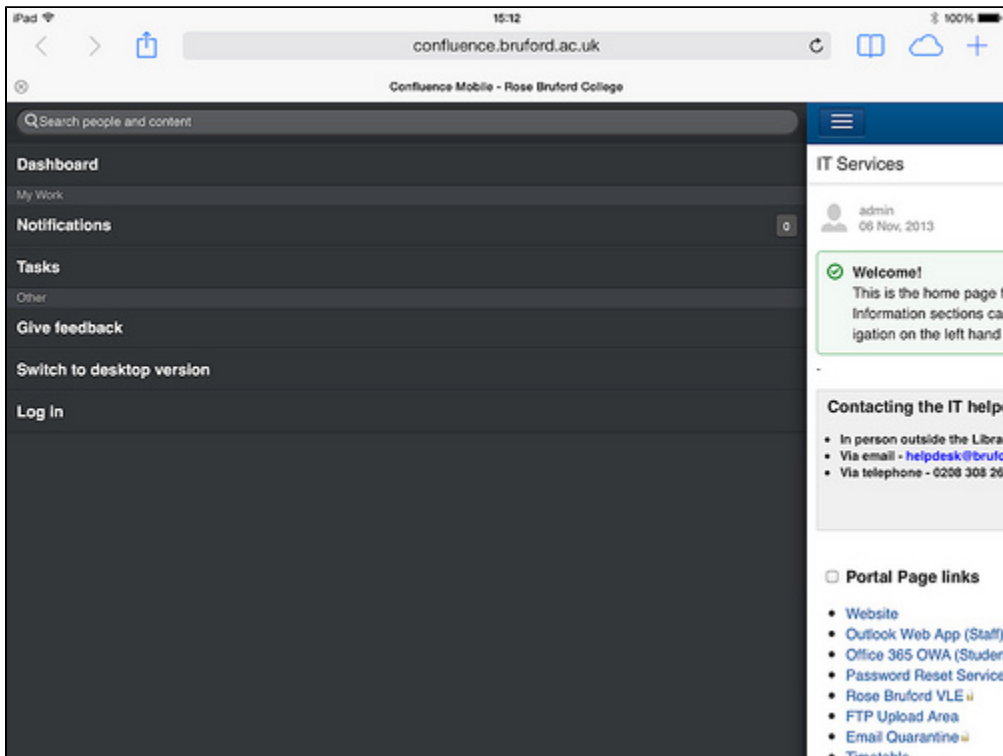 iPad 15:12 100%
confluence.bruford.ac.uk
Confluence Mobile - Rose Bruford College
Search people and content
Dashboard
My Work
Notifications 0
Tasks
Other
Give feedback
Switch to desktop version
Log in
IT Services
admin
06 Nov, 2013
Welcome!
This is the home page f
Information sections ca
igation on the left hand
-
Contacting the IT help
In person outside the Libra
Via email - helpdesk@brufo
Via telephone - 0208 308 26
Portal Page links
Website
Outlook Web App (Staff)
Office 365 OWA (Studen
Password Reset Service
Rose Bruford VLE
FTP Upload Area
Email Quarantine
Timetable